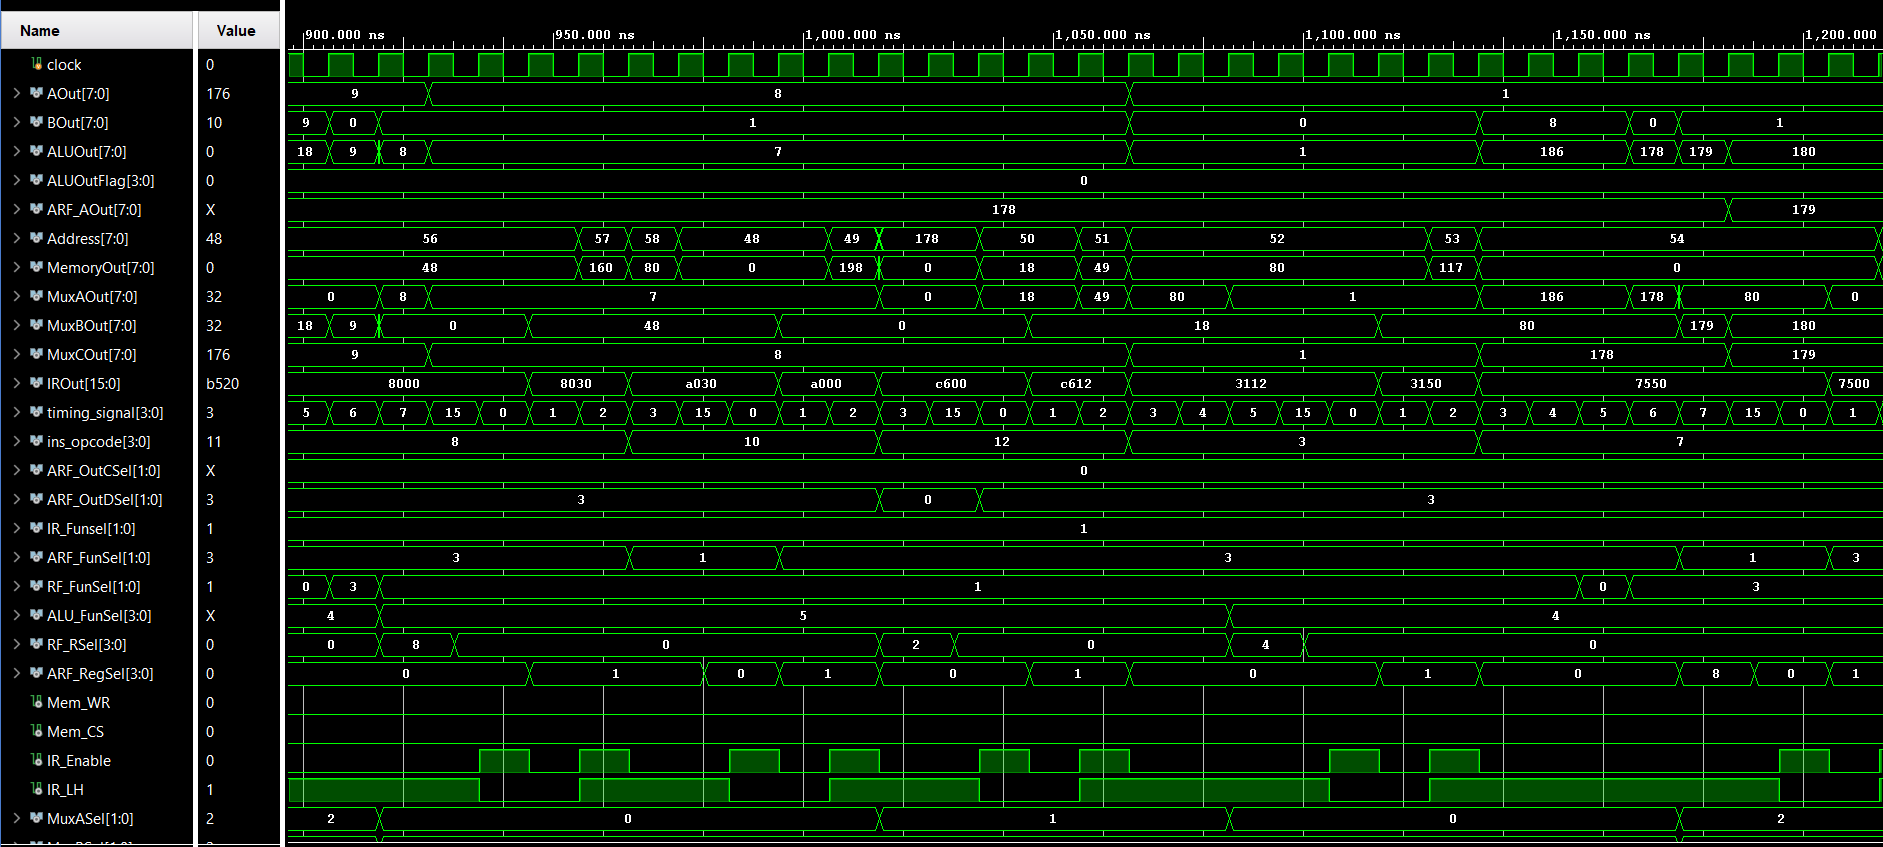 Name Value 900.000 ns 950.000 ns 1,000.000 ns 1,050.000 ns 1,100.000 ns 1,150.000 ns 1,200.000
clock 0
AOut[7:0] 176 9 8 1
BOut[7:0] 10 9 0 1 0 8 0 1
ALUOut[7:0] 0 18 9 8 7 1 186 178 179 180
ALUOutFlag[3:0] 0 0
ARF_AOut[7:0] X 178 179
Address[7:0] 48 56 57 58 48 49 178 50 51 52 53 54
MemoryOut[7:0] 0 48 160 80 0 198 0 18 49 80 117 0
MuxAOut[7:0] 32 0 8 7 0 18 49 80 1 186 178 80 0
MuxBOut[7:0] 32 18 9 0 48 0 18 80 179 180
MuxCOut[7:0] 176 9 8 1 178 179
IROut[15:0] b520 8000 8030 a030 a000 c600 c612 3112 3150 7550 7500
timing_signal[3:0] 3 5 6 7 15 0 1 2 3 15 0 1 2 3 15 0 1 2 3 4 5 15 0 1 2 3 4 5 6 7 15 0 1
ins_opcode[3:0] 11 8 10 12 3 7
ARF_OutCSel[1:0] X 0
ARF_OutDSel[1:0] 3 3 0 3
IR_Funsel[1:0] 1 1
ARF_FunSel[1:0] 3 3 1 3 1 3
RF_FunSel[1:0] 1 0 3 1 0 3
ALU_FunSel[3:0] X 4 5 4
RF_RSel[3:0] 0 0 8 0 2 0 4 0
ARF_RegSel[3:0] 0 0 1 0 1 0 1 0 1 0 8 0 1
Mem_WR 0
Mem_CS 0
IR_Enable 0
IR_LH 1
MuxASel[1:0] 2 2 0 1 0 2